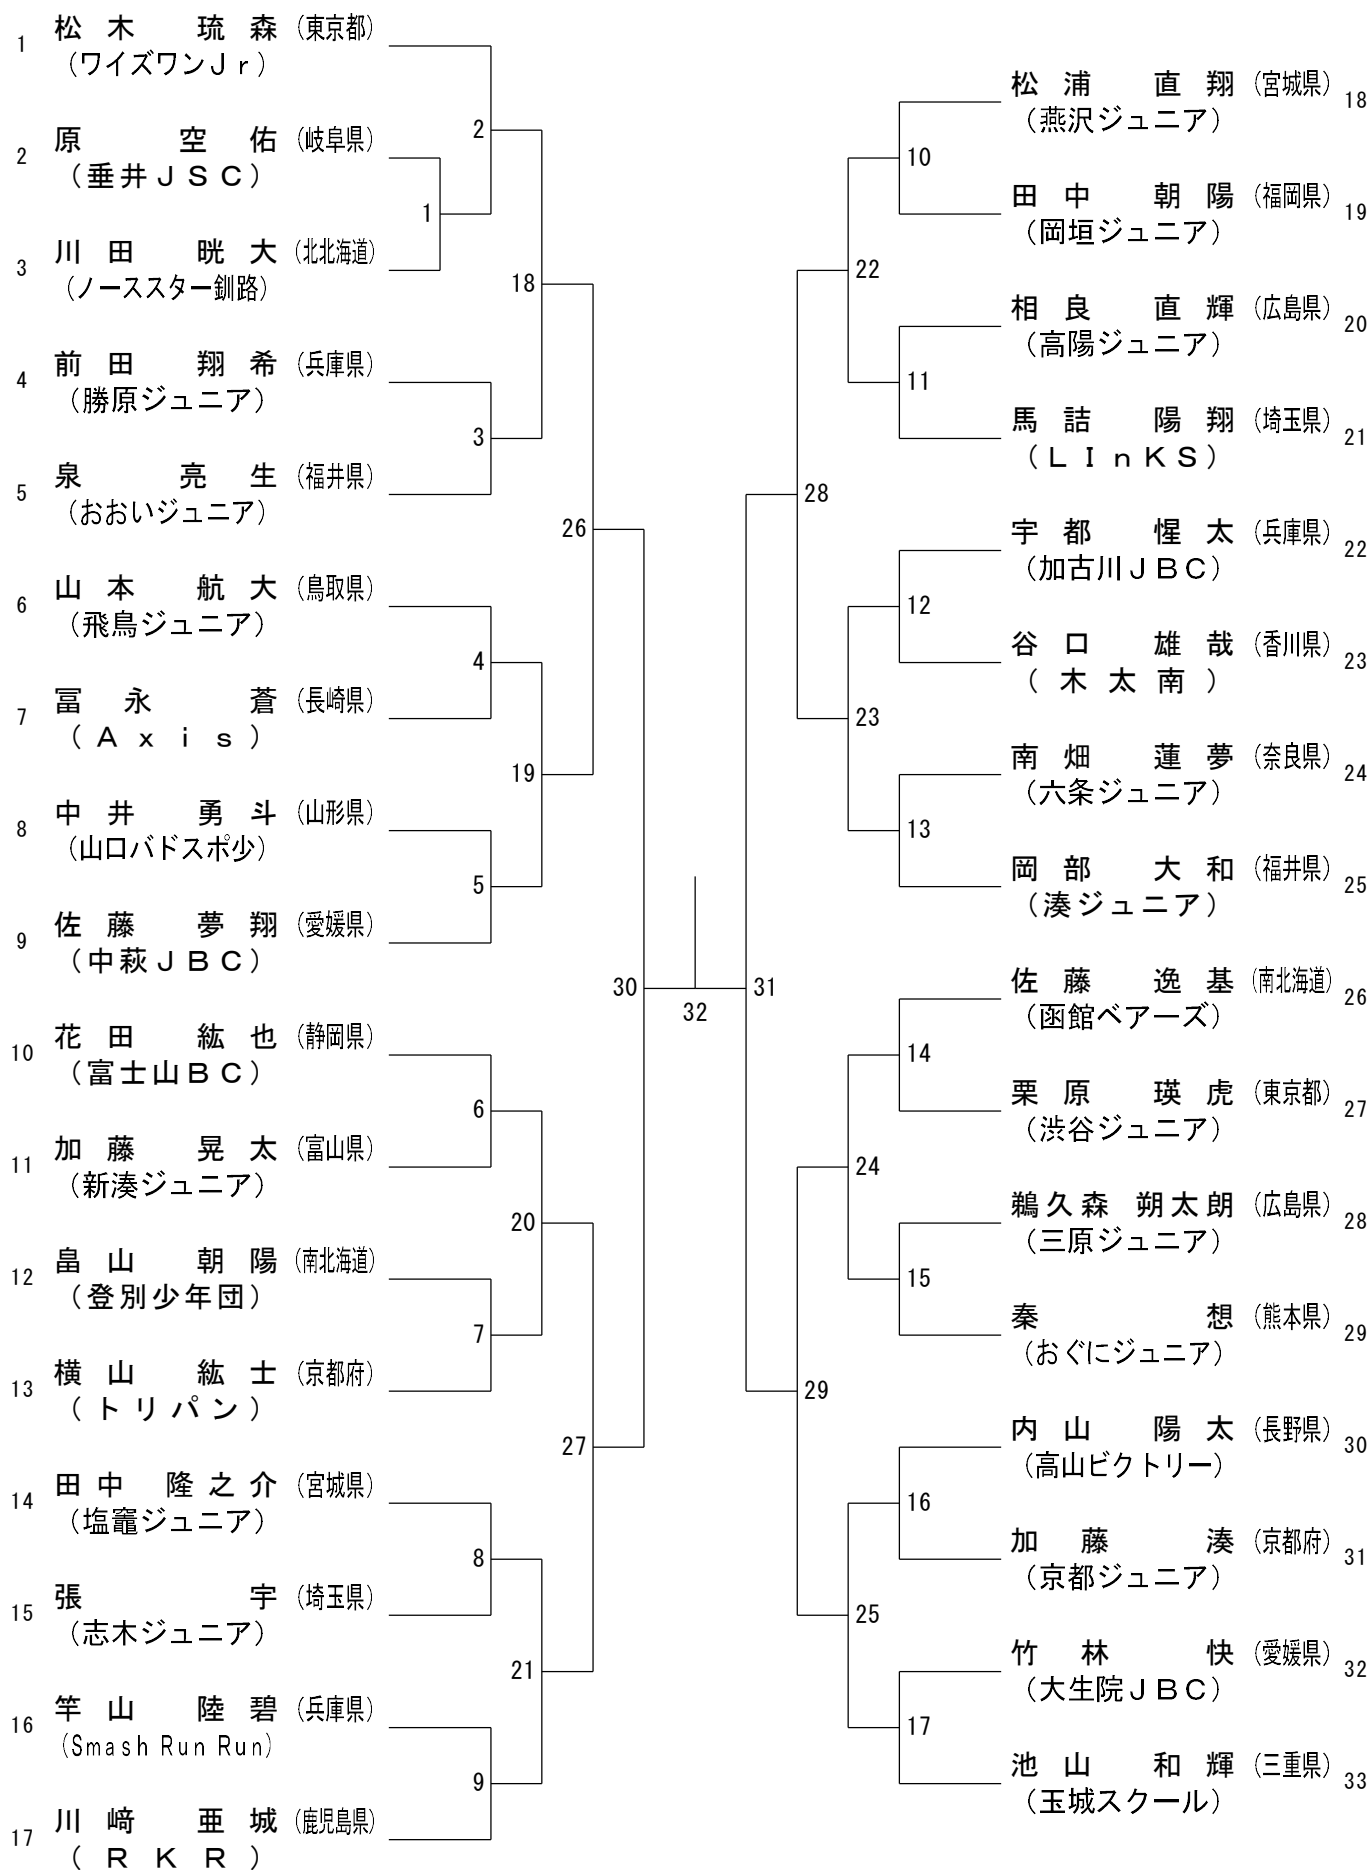 1 松木 琉森 (東京都)
(ワイズワンJr)
2 原 空佑 (岐阜県)
(垂井JSC)
3 川田 晄大 (北北海道)
(ノーススター釧路)
4 前田 翔希 (兵庫県)
(勝原ジュニア)
5 泉 亮生 (福井県)
(おおいジュニア)
6 山本 航大 (鳥取県)
(飛鳥ジュニア)
7 冨永 蒼 (長崎県)
(Axis)
8 中井 勇斗 (山形県)
(山口バドスポ少)
9 佐藤 夢翔 (愛媛県)
(中萩JBC)
10 花田 紘也 (静岡県)
(富士山BC)
11 加藤 晃太 (富山県)
(新湊ジュニア)
12 畠山 朝陽 (南北海道)
(登別少年団)
13 横山 紘士 (京都府)
(トリパン)
14 田中 隆之介 (宮城県)
(塩竈ジュニア)
15 張 宇 (埼玉県)
(志木ジュニア)
16 竿山 陸碧 (兵庫県)
(Smash Run Run)
17 川﨑 亜城 (鹿児島県)
(RKR)
1
2
3
4
5
6
7
8
9
18
19
20
21
26
27
30
32
31
28
29
22
23
24
25
10
11
12
13
14
15
16
17
松浦 直翔 (宮城県) 18
(燕沢ジュニア)
田中 朝陽 (福岡県) 19
(岡垣ジュニア)
相良 直輝 (広島県) 20
(高陽ジュニア)
馬詰 陽翔 (埼玉県) 21
(LInKS)
宇都 惺太 (兵庫県) 22
(加古川JBC)
谷口 雄哉 (香川県) 23
(木太南)
南畑 蓮夢 (奈良県) 24
(六条ジュニア)
岡部 大和 (福井県) 25
(湊ジュニア)
佐藤 逸基 (南北海道) 26
(函館ベアーズ)
栗原 瑛虎 (東京都) 27
(渋谷ジュニア)
鵜久森 朔太朗 (広島県) 28
(三原ジュニア)
秦 想 (熊本県) 29
(おぐにジュニア)
内山 陽太 (長野県) 30
(高山ビクトリー)
加藤 湊 (京都府) 31
(京都ジュニア)
竹林 快 (愛媛県) 32
(大生院JBC)
池山 和輝 (三重県) 33
(玉城スクール)